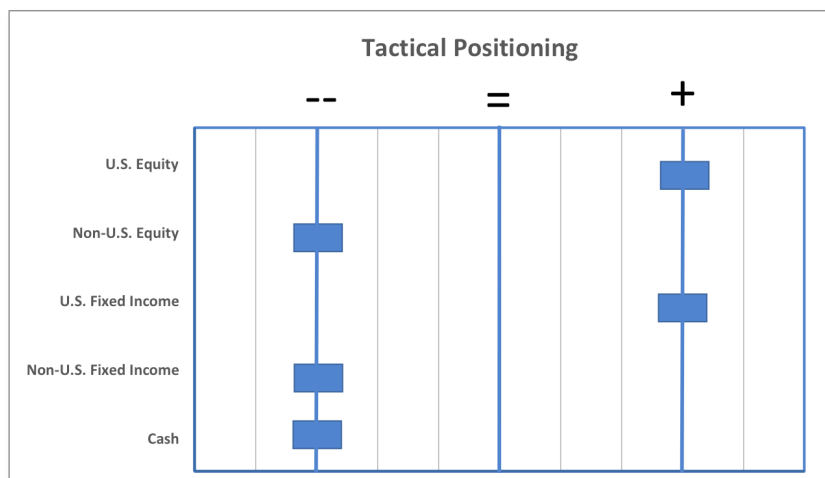 Tactical Positioning
-- = +
U.S. Equity
Non-U.S. Equity
U.S. Fixed Income
Non-U.S. Fixed Income
Cash